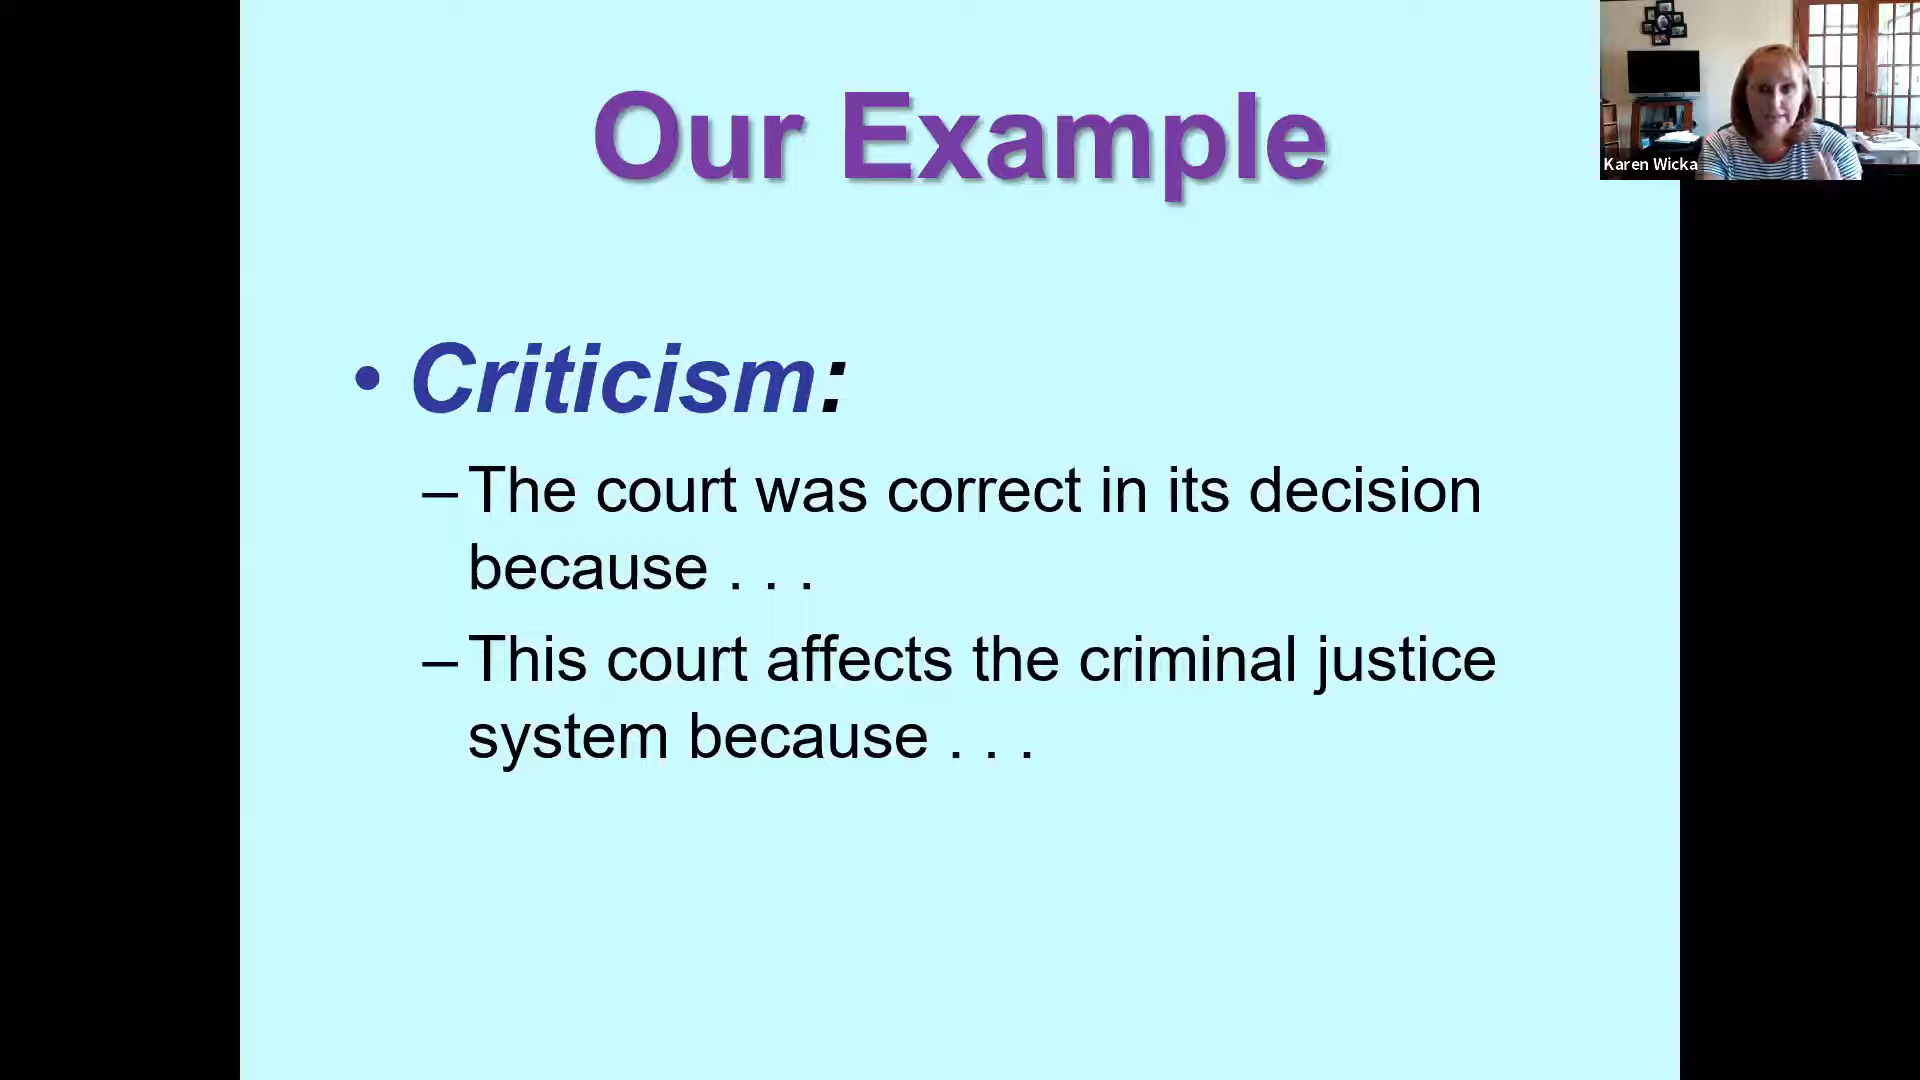 Our Example
Karen Wicka
• Criticism:
– The court was correct in its decision
because . . .
– This court affects the criminal justice
system because . . .